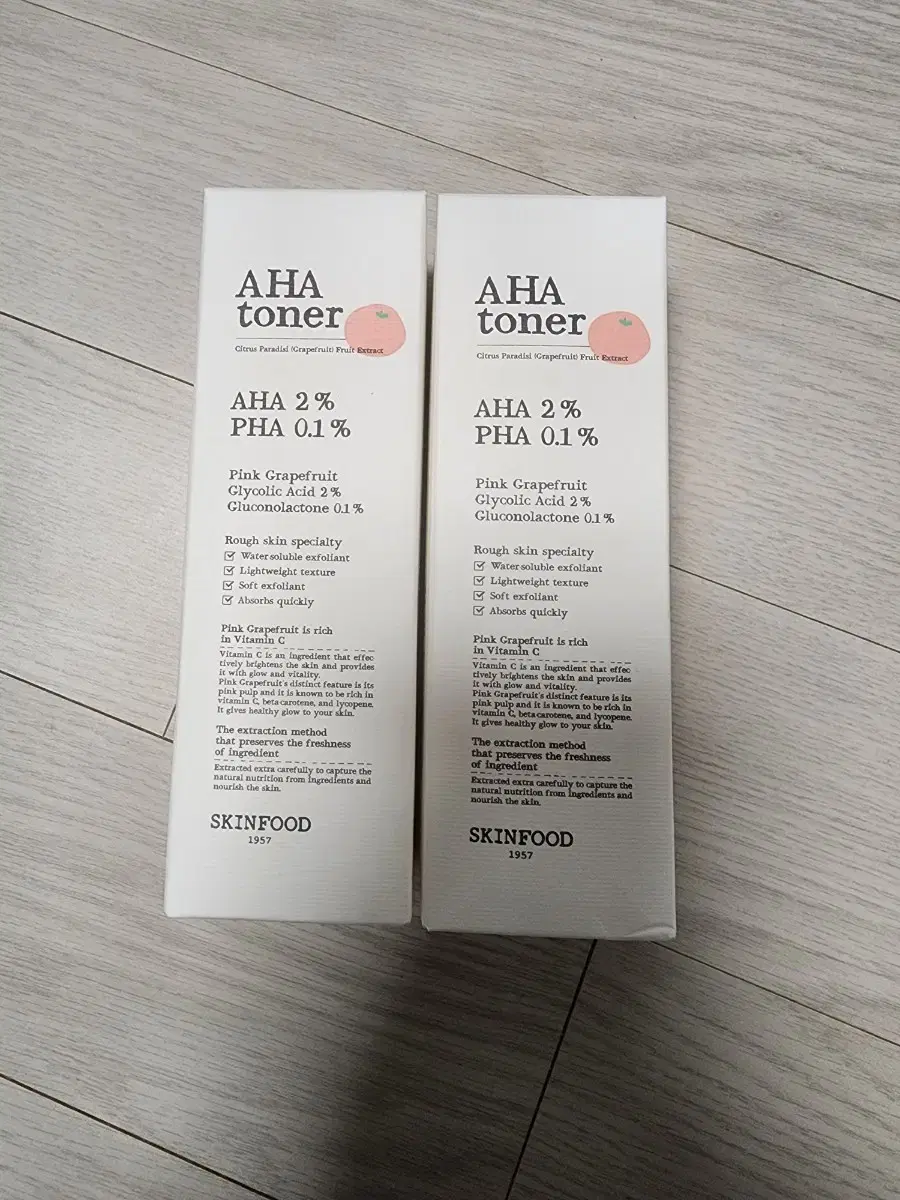 AHA
toner
Citrus Paradisi (Grapefruit) Fruit Extract
AHA 2%
PHA 0.1%
Pink Grapefruit
Glycolic Acid 2%
Gluconolactone 0.1%
Rough skin specialty
Water soluble exfoliant
Lightweight texture
Soft exfoliant
Absorbs quickly
Pink Grapefruit is rich
in Vitamin C
Vitamin C is an ingredient that effec
tively brightens the skin and provides
it with glow and vitality.
Pink Grapefruit's distinct feature is its
pink pulp and it is known to be rich in
vitamin C, beta carotene, and lycopene.
It gives healthy glow to your skin.
The extraction method
that preserves the freshness
of ingredient
Extracted extra carefully to capture the
natural nutrition from ingredients and
nourish the skin.
SKINFOOD
1957
AHA
toner
Citrus Paradisi (Grapefruit) Fruit Extract
AHA 2%
PHA 0.1%
Pink Grapefruit
Glycolic Acid 2%
Gluconolactone 0.1%
Rough skin specialty
Water soluble exfoliant
Lightweight texture
Soft exfoliant
Absorbs quickly
Pink Grapefruit is rich
in Vitamin C
Vitamin C is an ingredient that effec
tively brightens the skin and provides
it with glow and vitality.
Pink Grapefruit's distinct feature is its
pink pulp and it is known to be rich in
vitamin C, beta carotene, and lycopene.
It gives healthy glow to your skin.
The extraction method
that preserves the freshness
of ingredient
Extracted extra carefully to capture the
natural nutrition from ingredients and
nourish the skin.
SKINFOOD
1957